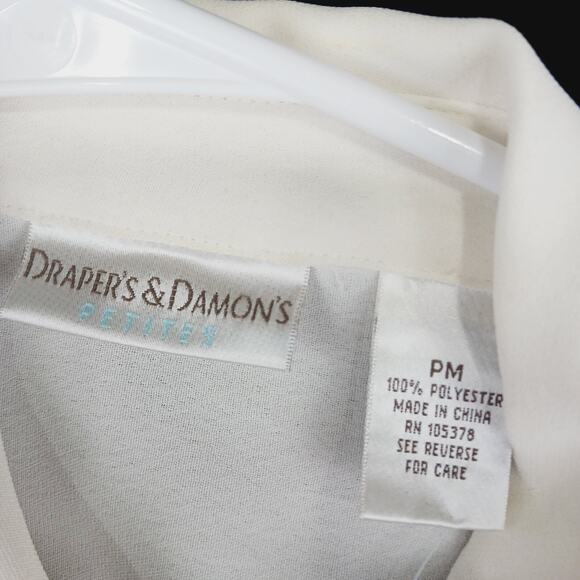 DRAPER'S & DAMON'S
PETITES
PM
100% POLYESTER
MADE IN CHINA
RN 105378
SEE REVERSE
FOR CARE